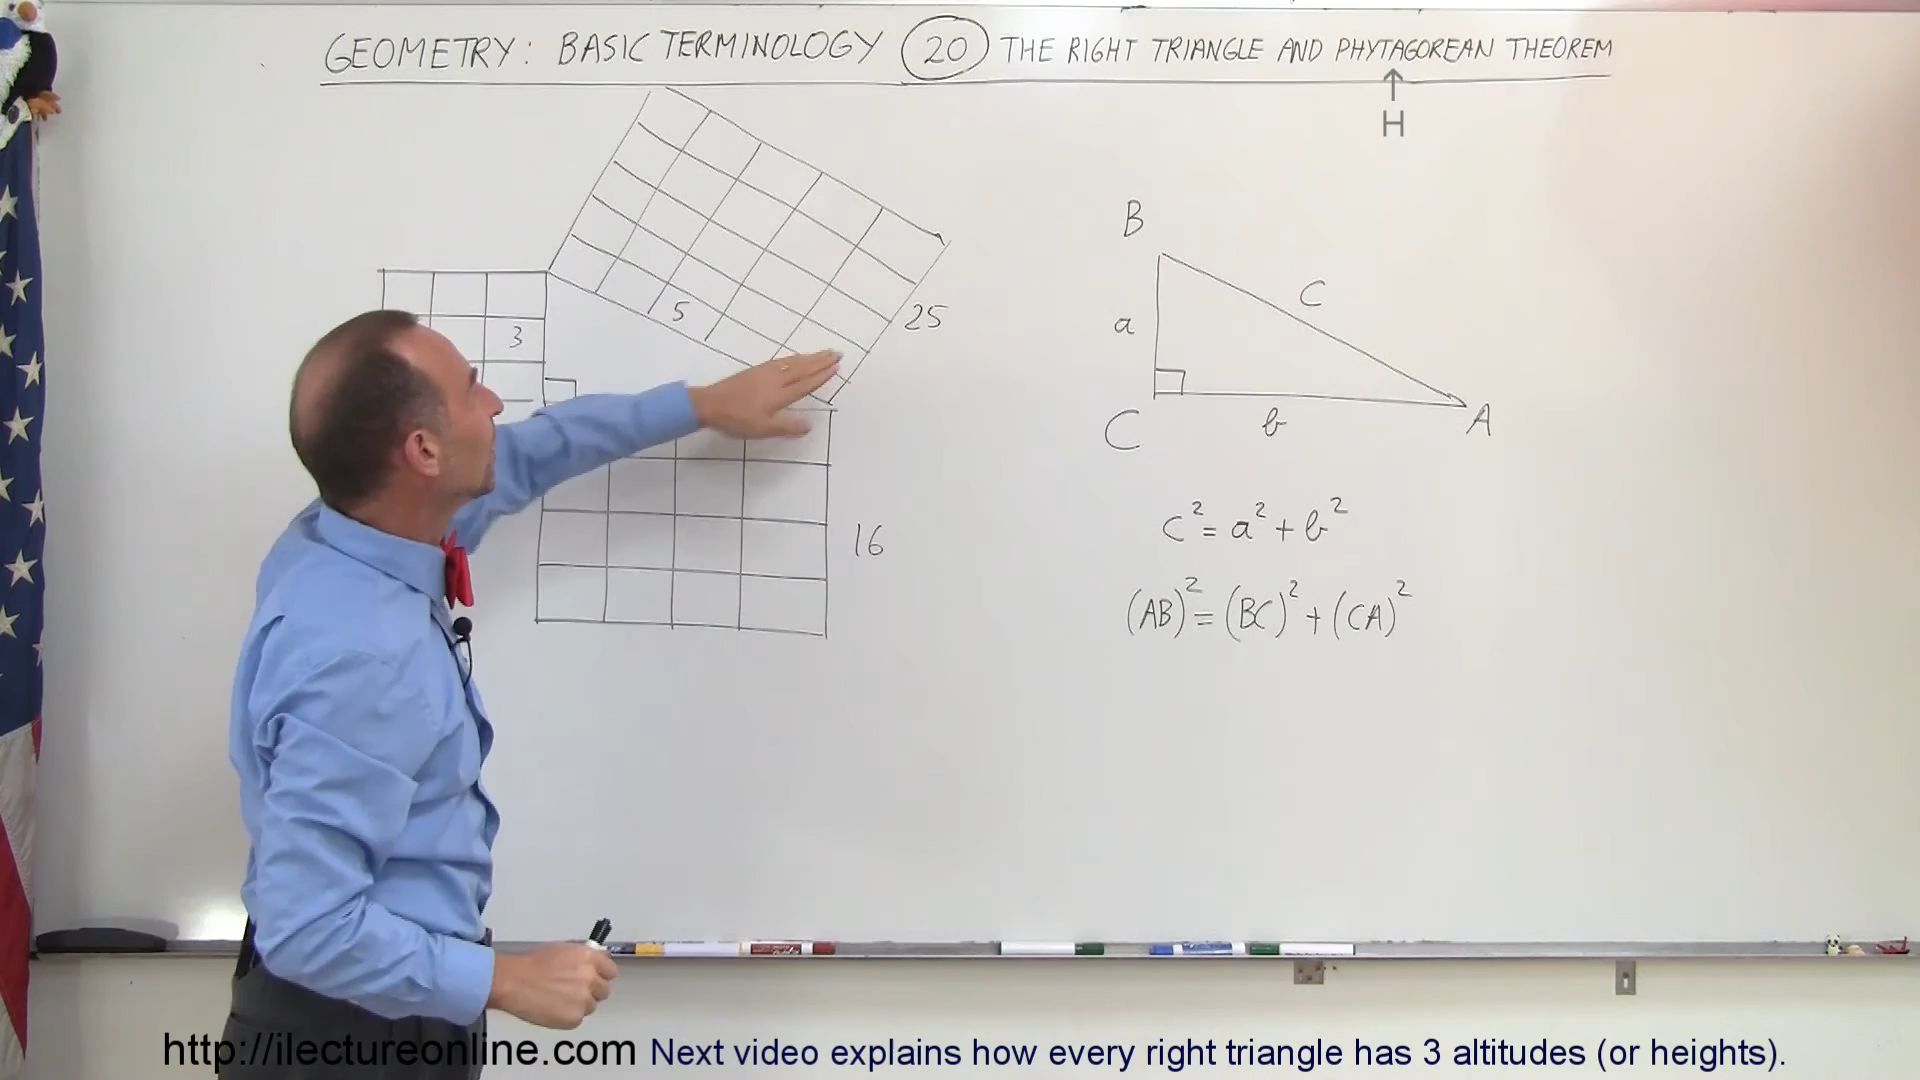 GEOMETRY: BASIC TERMINOLOGY 20 THE RIGHT TRIANGLE AND PHYTAGOREAN THEOREM
↑
H
B
C
5
25
a
3
C b A
c² = a² + b²
16
(AB)² = (BC)² + (CA)²
http://ilectureonline.com Next video explains how every right triangle has 3 altitudes (or heights).